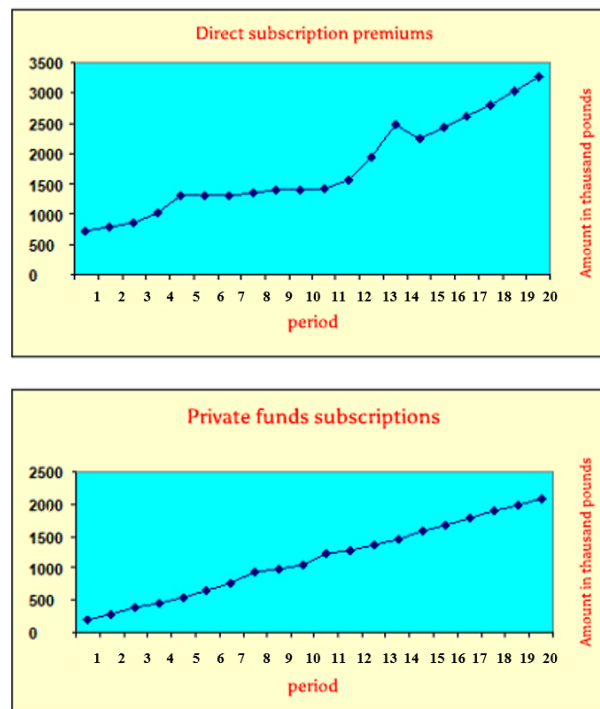 Direct subscription premiums
3500
3000
2500
2000
1500
1000
500
0
1 2 3 4 5 6 7 8 9 10 11 12 13 14 15 16 17 18 19 20
period
Amount in thausand pounds
Private funds subscriptions
2500
2000
1500
1000
500
0
1 2 3 4 5 6 7 8 9 10 11 12 13 14 15 16 17 18 19 20
period
Amount in thausand pounds